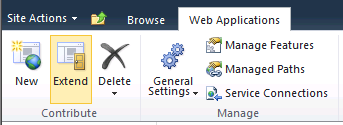 Site Actions Browse Web Applications
New Extend Delete General Settings
Manage Features
Managed Paths
Service Connections
Contribute Manage